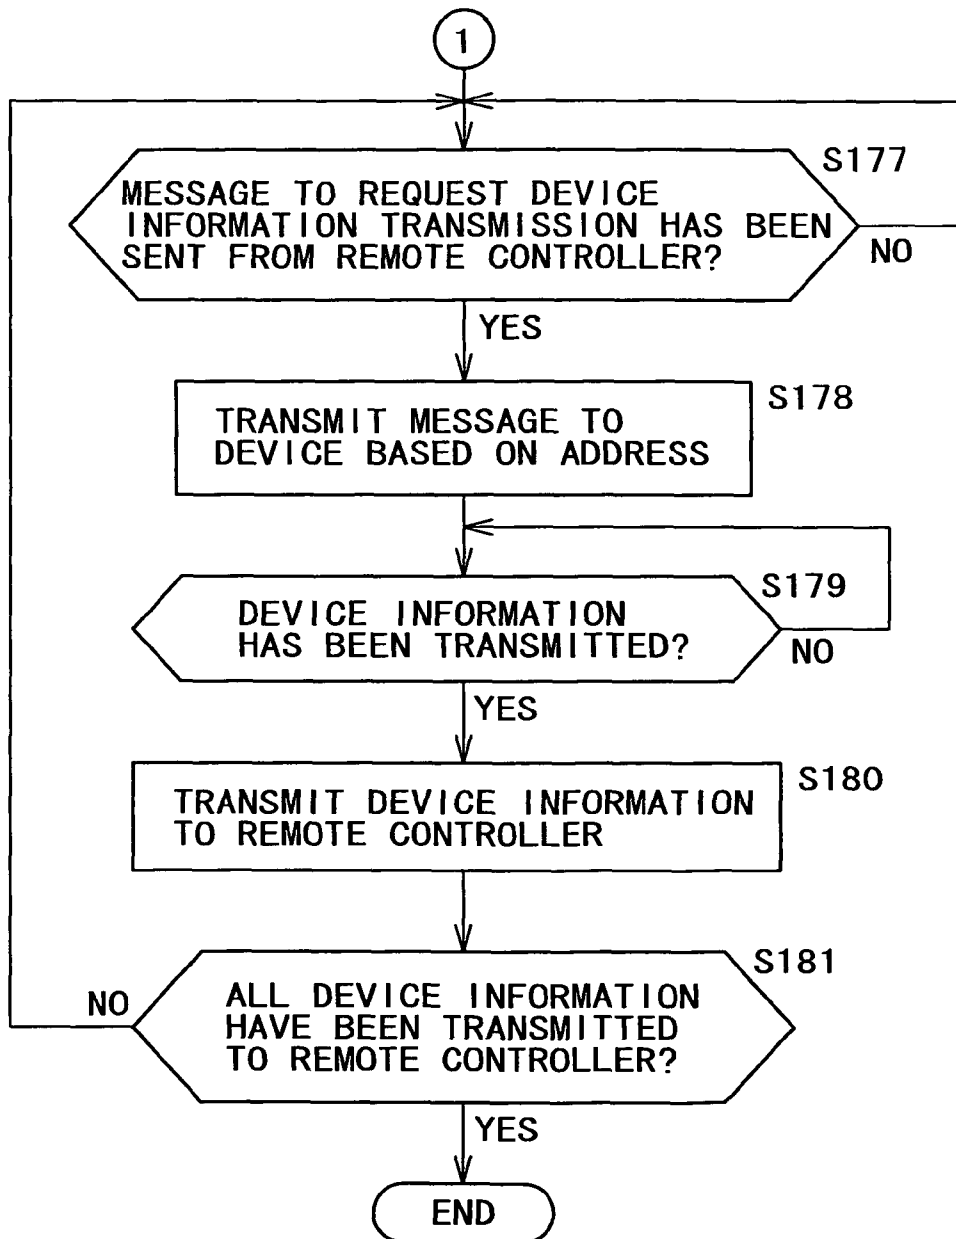 1
S177
MESSAGE TO REQUEST DEVICE
INFORMATION TRANSMISSION HAS BEEN
SENT FROM REMOTE CONTROLLER?
NO
YES
S178
TRANSMIT MESSAGE TO
DEVICE BASED ON ADDRESS
S179
DEVICE INFORMATION
HAS BEEN TRANSMITTED?
NO
YES
S180
TRANSMIT DEVICE INFORMATION
TO REMOTE CONTROLLER
S181
NO
ALL DEVICE INFORMATION
HAVE BEEN TRANSMITTED
TO REMOTE CONTROLLER?
YES
END